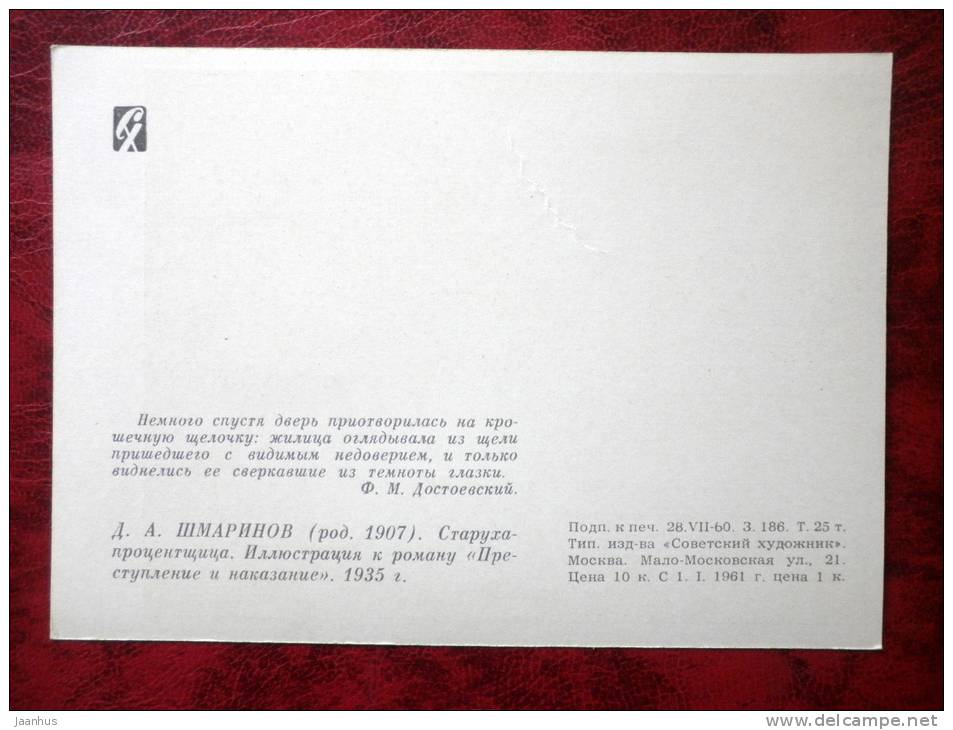 СХ
Немного спустя дверь приотворилась на кро-
шечную щелочку: жилица оглядывала из щели
пришедшего с видимым недоверием, и только
виднелись ее сверкавшие из темноты глазки.
Ф. М. Достоевский.
Д. А. ШМАРИНОВ (род. 1907). Старуха-
процентщица. Иллюстрация к роману «Пре-
ступление и наказание». 1935 г.
Подп. к печ. 28.VII-60. З. 186. Т. 25 т.
Тип. изд-ва «Советский художник».
Москва. Мало-Московская ул., 21.
Цена 10 к. С 1. I. 1961 г. цена 1 к.
jaanhus
www.delcampe.net